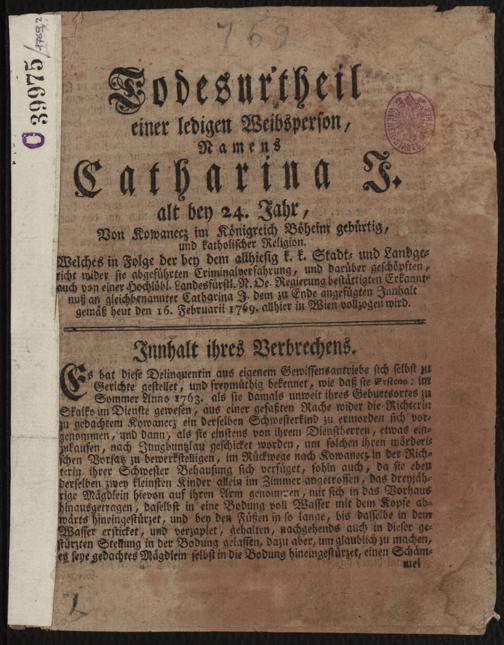 769
C 39975/
1769,2
Todesurtheil
einer ledigen Weibsperson,
Namens
Catharina J.
alt bey 24. Jahr,
Von Kowanecz im Königreich Böheim gebürtig,
und katholischer Religion.
Welches in Folge der bey dem allhiesig k. k. Stadt- und Landge-
richt wider sie abgeführten Criminalverfahrung, und darüber geschöpften,
auch von einer Hochlöbl. Landesfürstl. N. Oe. Regierung bestättigten Erkannt-
nuß an gleichbenannter Catharina J. dem zu Ende angefügten Innhalt
gemäß heut den 16. Februarii 1769. allhier in Wien vollzogen wird.
Innhalt ihres Verbrechens.
Es hat diese Delinquentin aus eigenem Gewissensantriebe sich selbst zu
Gerichte gestellet, und freymüthig bekennet, wie daß sie Erstens: im
Sommer Anno 1763. als sie damals unweit ihres Geburtsortes zu
Skalko im Dienste gewesen, aus einer gefaßten Rache wider die Richterin
zu gedachtem Kowanecz ein derselben Schwesterkind zu ermorden sich vor-
genommen, und dann, als sie einstens von ihrem Dienstherren, etwas ein-
zukaufen, nach Jungbuntzlau geschicket worden, um solchen ihren mörderi-
schen Vorsatz zu bewerkstelligen, im Rückwege nach Kowanecz in der Rich-
terin ihrer Schwester Behausung sich verfüget, sohin auch, da sie eben
derselben zwey kleinsten Kinder allein im Zimmer angetroffen, das dreyjäh-
rige Mägdlein hievon auf ihren Arm genommen, mit sich in das Vorhaus
hinausgetragen, daselbst in eine Bodung voll Wasser mit dem Kopfe ab-
wärts hineingestürzet, und bey den Füßen in so lange, bis dasselbe in dem
Wasser ersticket, und verzaplet, gehalten, nachgehends auch in dieser ge-
stürzten Stellung in der Bodung gelassen, dazu aber, um glaublich zu machen,
es seye gedachtes Mägdlein selbst in die Bodung hineingestürzet, einen Schäm-
mel